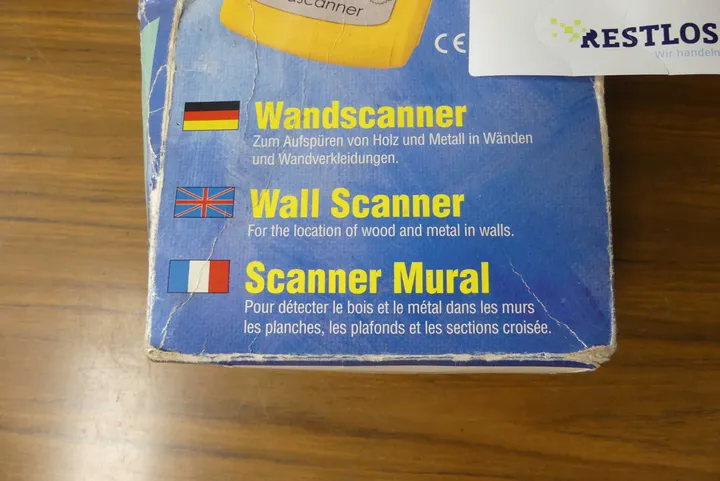 CE
RESTLOS
Wir handeln
Wandscanner
Zum Aufspüren von Holz und Metall in Wänden
und Wandverkleidungen.
Wall Scanner
For the location of wood and metal in walls.
Scanner Mural
Pour détecter le bois et le métal dans les murs
les planches, les plafonds et les sections croisée.